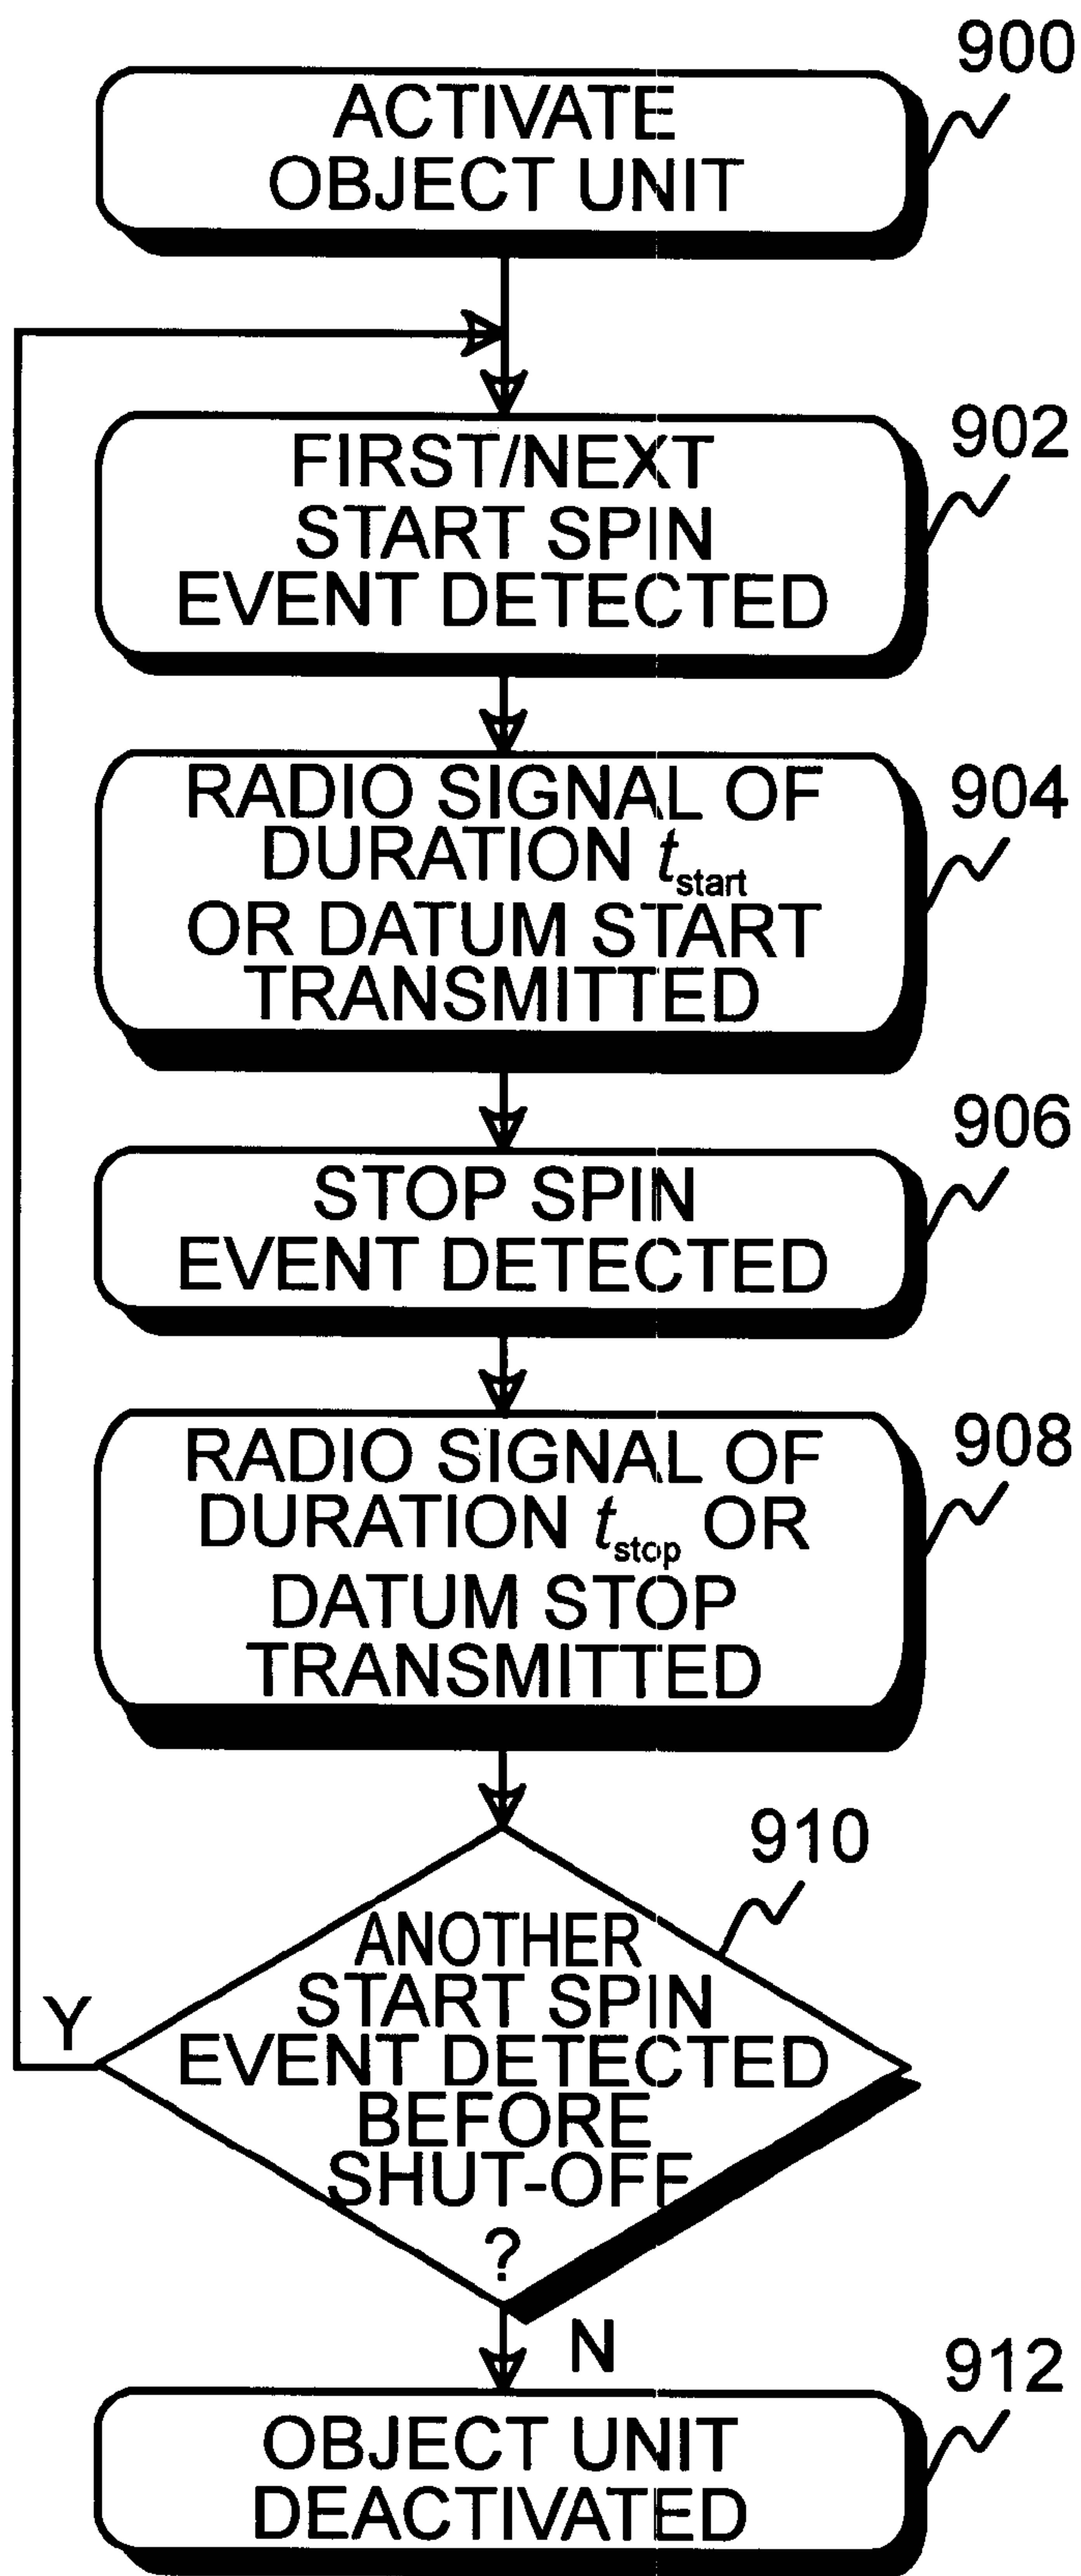 900
ACTIVATE
OBJECT UNIT
902
FIRST/NEXT
START SPIN
EVENT DETECTED
904
RADIO SIGNAL OF
DURATION tstart
OR DATUM START
TRANSMITTED
906
STOP SPIN
EVENT DETECTED
908
RADIO SIGNAL OF
DURATION tstop OR
DATUM STOP
TRANSMITTED
910
ANOTHER
START SPIN
EVENT DETECTED
BEFORE
SHUT-OFF
?
Y
N
912
OBJECT UNIT
DEACTIVATED